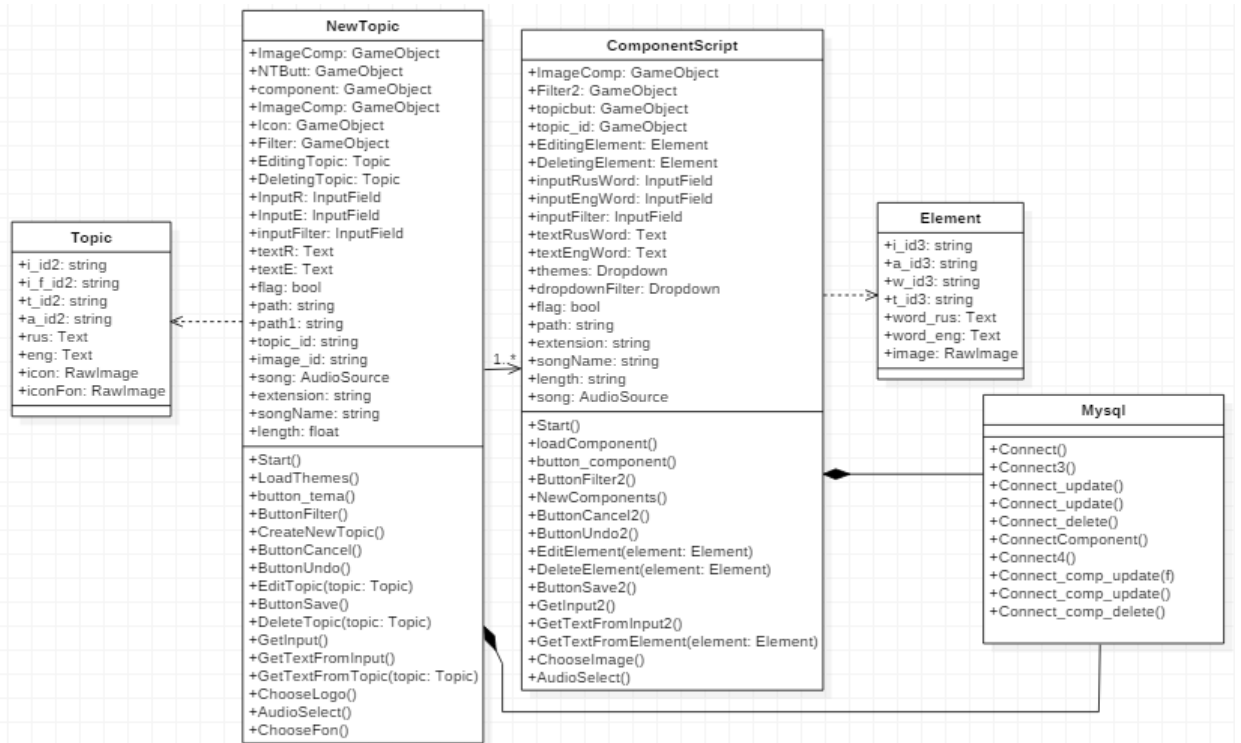 Topic
+i_id2: string
+i_f_id2: string
+t_id2: string
+a_id2: string
+rus: Text
+eng: Text
+icon: RawImage
+iconFon: RawImage
NewTopic
+ImageComp: GameObject
+NTButt: GameObject
+component: GameObject
+ImageComp: GameObject
+Icon: GameObject
+Filter: GameObject
+EditingTopic: Topic
+DeletingTopic: Topic
+InputR: InputField
+InputE: InputField
+inputFilter: InputField
+textR: Text
+textE: Text
+flag: bool
+path: string
+path1: string
+topic_id: string
+image_id: string
+song: AudioSource
+extension: string
+songName: string
+length: float
+Start()
+LoadThemes()
+button_tema()
+ButtonFilter()
+CreateNewTopic()
+ButtonCancel()
+ButtonUndo()
+EditTopic(topic: Topic)
+ButtonSave()
+DeleteTopic(topic: Topic)
+GetInput()
+GetTextFromInput()
+GetTextFromTopic(topic: Topic)
+ChooseLogo()
+AudioSelect()
+ChooseFon()
1..*
ComponentScript
+ImageComp: GameObject
+Filter2: GameObject
+topicbut: GameObject
+topic_id: GameObject
+EditingElement: Element
+DeletingElement: Element
+inputRusWord: InputField
+inputEngWord: InputField
+inputFilter: InputField
+textRusWord: Text
+textEngWord: Text
+themes: Dropdown
+dropdownFilter: Dropdown
+flag: bool
+path: string
+extension: string
+songName: string
+length: string
+song: AudioSource
+Start()
+loadComponent()
+button_component()
+ButtonFilter2()
+NewComponents()
+ButtonCancel2()
+ButtonUndo2()
+EditElement(element: Element)
+DeleteElement(element: Element)
+ButtonSave2()
+GetInput2()
+GetTextFromInput2()
+GetTextFromElement(element: Element)
+ChooseImage()
+AudioSelect()
Element
+i_id3: string
+a_id3: string
+w_id3: string
+t_id3: string
+word_rus: Text
+word_eng: Text
+image: RawImage
Mysql
+Connect()
+Connect3()
+Connect_update()
+Connect_update()
+Connect_delete()
+ConnectComponent()
+Connect4()
+Connect_comp_update(f)
+Connect_comp_update()
+Connect_comp_delete()